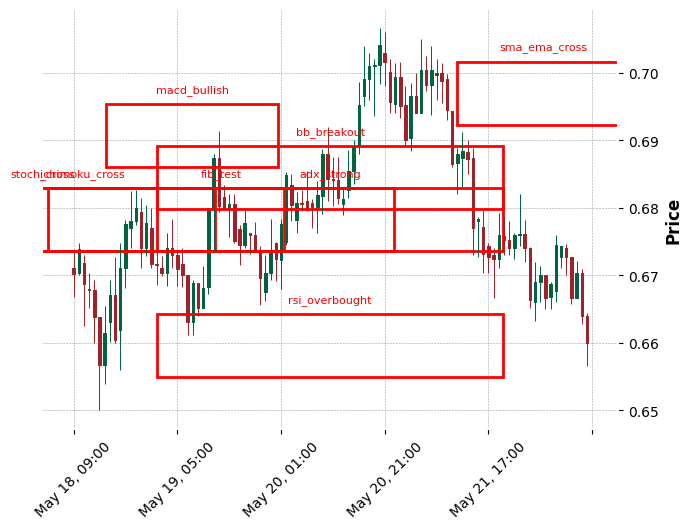 sma_ema_cross
macd_bullish
bb_breakout
stoch_cross
ichimoku_cross
fib_test
adx_strong
rsi_overbought
0.70
0.69
0.68
0.67
0.66
0.65
Price
May 18, 09:00
May 19, 05:00
May 20, 01:00
May 20, 21:00
May 21, 17:00